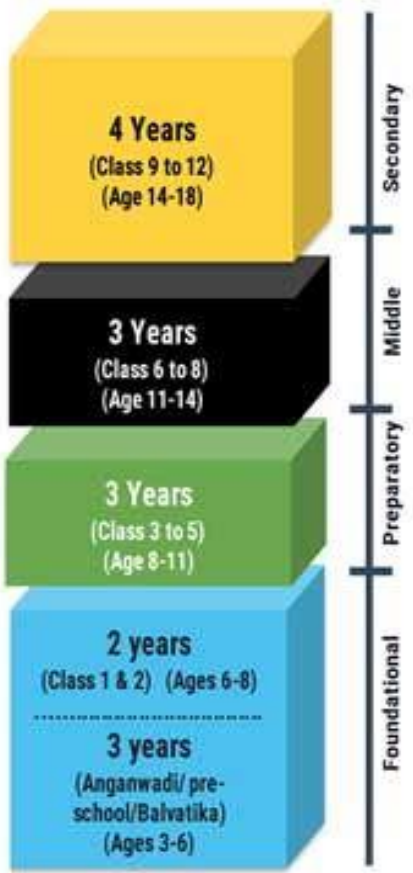 4 Years
(Class 9 to 12)
(Age 14-18)
Secondary
3 Years
(Class 6 to 8)
(Age 11-14)
Middle
3 Years
(Class 3 to 5)
(Age 8-11)
Preparatory
2 years
(Class 1 & 2) (Ages 6-8)
3 years
(Anganwadi/ pre-
school/Balvatika)
(Ages 3-6)
Foundational